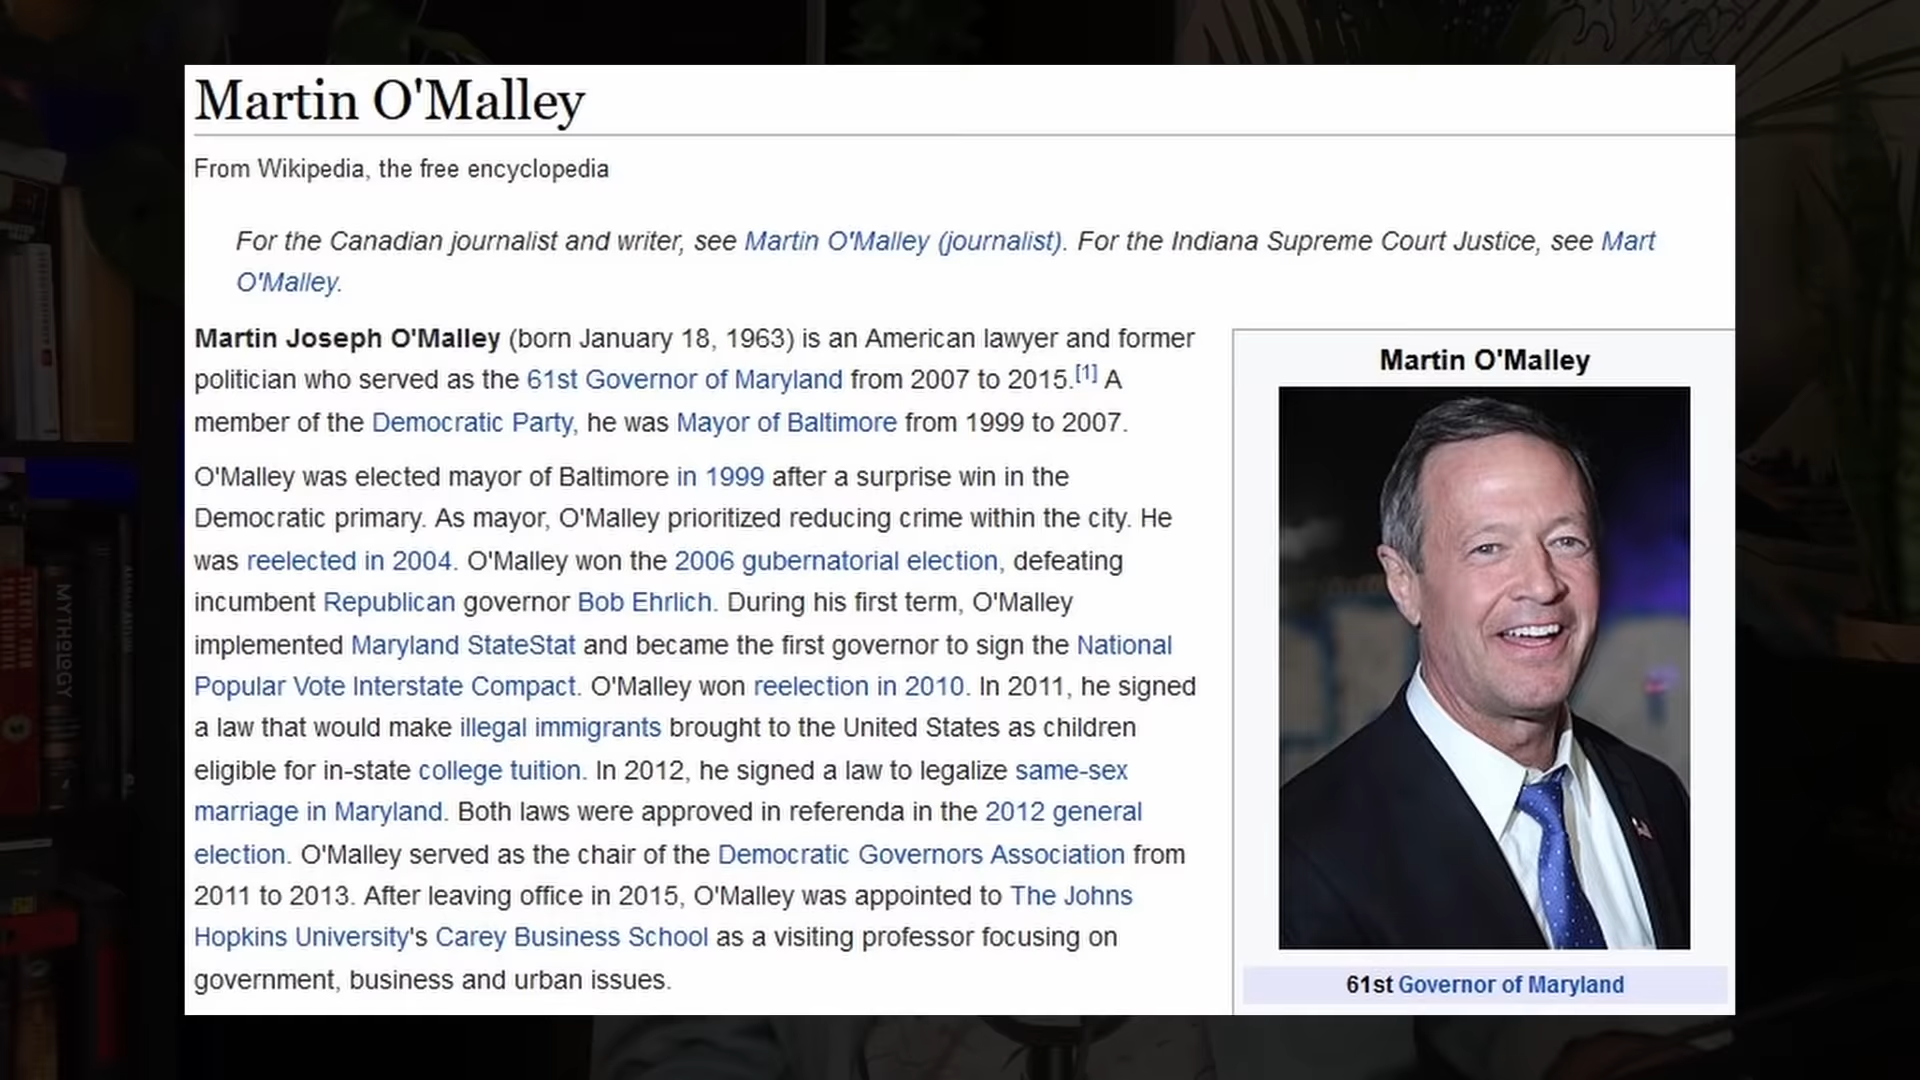 Martin O'Malley
From Wikipedia, the free encyclopedia
For the Canadian journalist and writer, see Martin O'Malley (journalist). For the Indiana Supreme Court Justice, see Mart
O'Malley.
Martin Joseph O'Malley (born January 18, 1963) is an American lawyer and former
politician who served as the 61st Governor of Maryland from 2007 to 2015.[1] A
member of the Democratic Party, he was Mayor of Baltimore from 1999 to 2007.
O'Malley was elected mayor of Baltimore in 1999 after a surprise win in the
Democratic primary. As mayor, O'Malley prioritized reducing crime within the city. He
was reelected in 2004. O'Malley won the 2006 gubernatorial election, defeating
incumbent Republican governor Bob Ehrlich. During his first term, O'Malley
implemented Maryland StateStat and became the first governor to sign the National
Popular Vote Interstate Compact. O'Malley won reelection in 2010. In 2011, he signed
a law that would make illegal immigrants brought to the United States as children
eligible for in-state college tuition. In 2012, he signed a law to legalize same-sex
marriage in Maryland. Both laws were approved in referenda in the 2012 general
election. O'Malley served as the chair of the Democratic Governors Association from
2011 to 2013. After leaving office in 2015, O'Malley was appointed to The Johns
Hopkins University's Carey Business School as a visiting professor focusing on
government, business and urban issues.
Martin O'Malley
61st Governor of Maryland
MYTHOLOGY